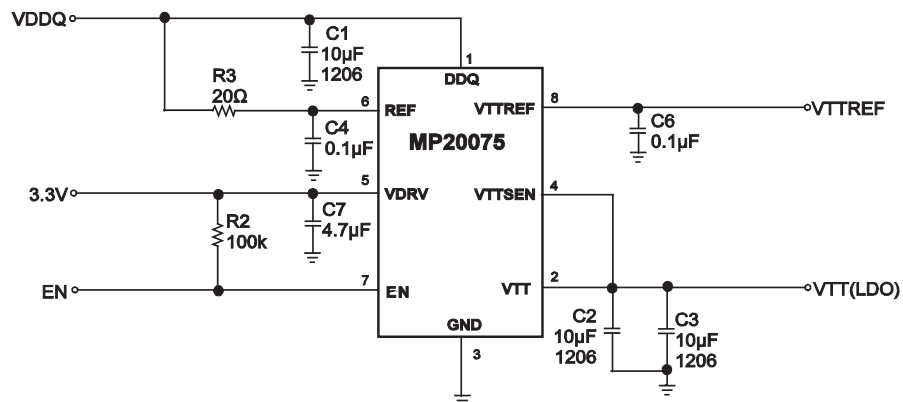 VDDQ
C1
10µF
1206
1
DDQ
R3
20Ω
6
REF
VTTREF
8
VTTREF
C4
0.1µF
MP20075
C6
0.1µF
3.3V
5
VDRV
VTTSEN
4
R2
100k
C7
4.7µF
EN
7
EN
VTT
2
VTT(LDO)
GND
3
C2
10µF
1206
C3
10µF
1206